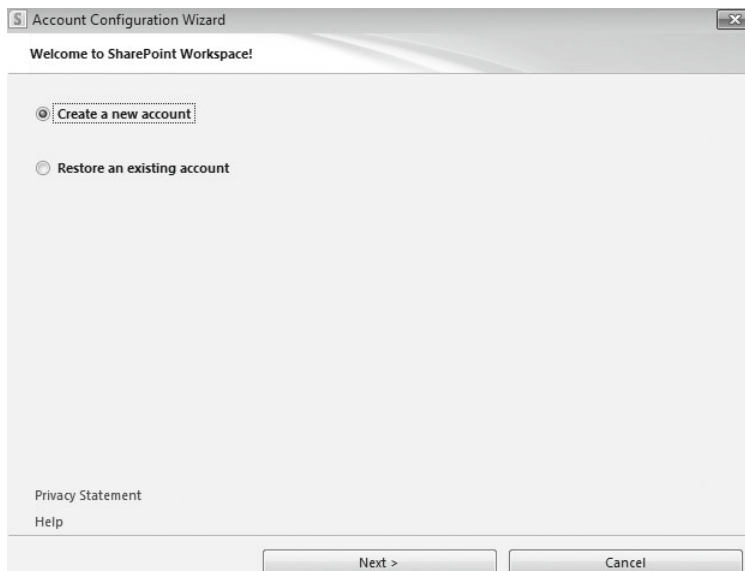 S Account Configuration Wizard
Welcome to SharePoint Workspace!
Create a new account
Restore an existing account
Privacy Statement
Help
Next > Cancel